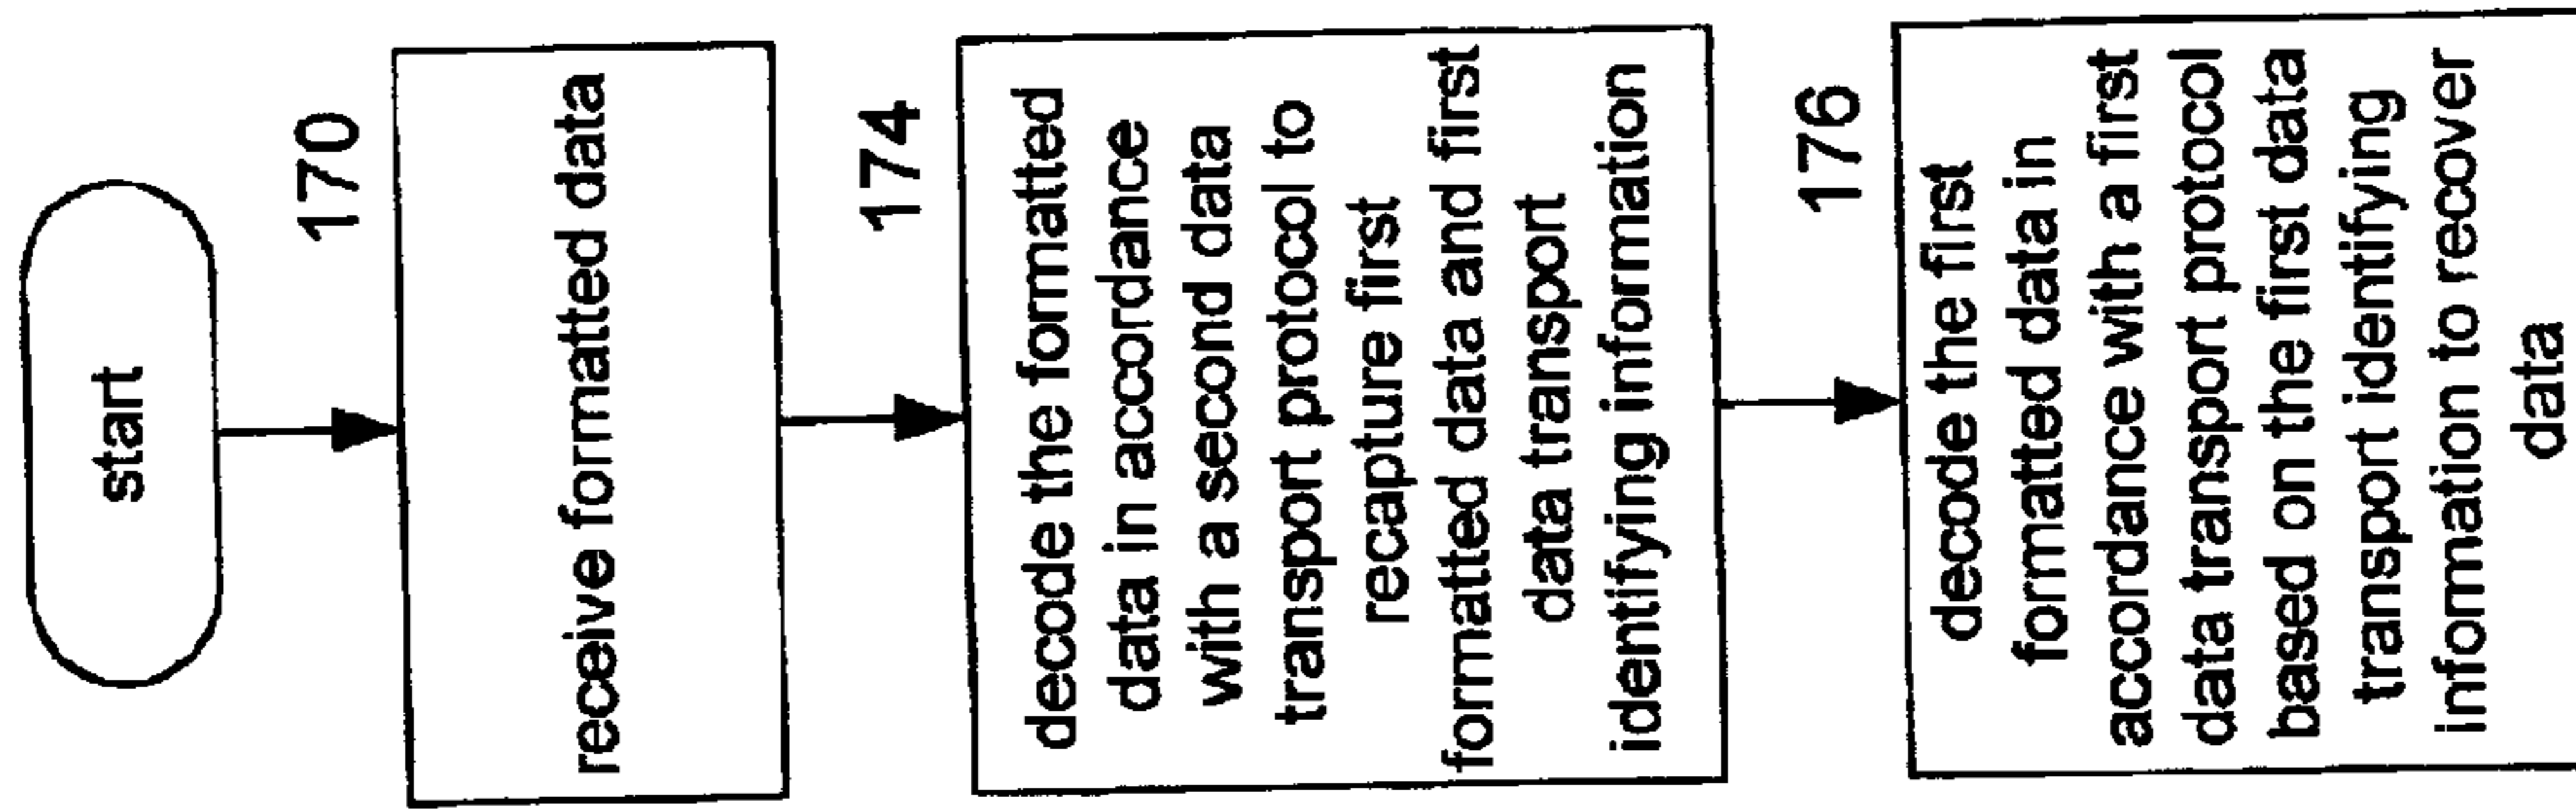 start
170
receive formatted data
174
decode the formatted
data in accordance
with a second data
transport protocol to
recapture first
formatted data and first
data transport
identifying information
176
decode the first
formatted data in
accordance with a first
data transport protocol
based on the first data
transport identifying
information to recover
data